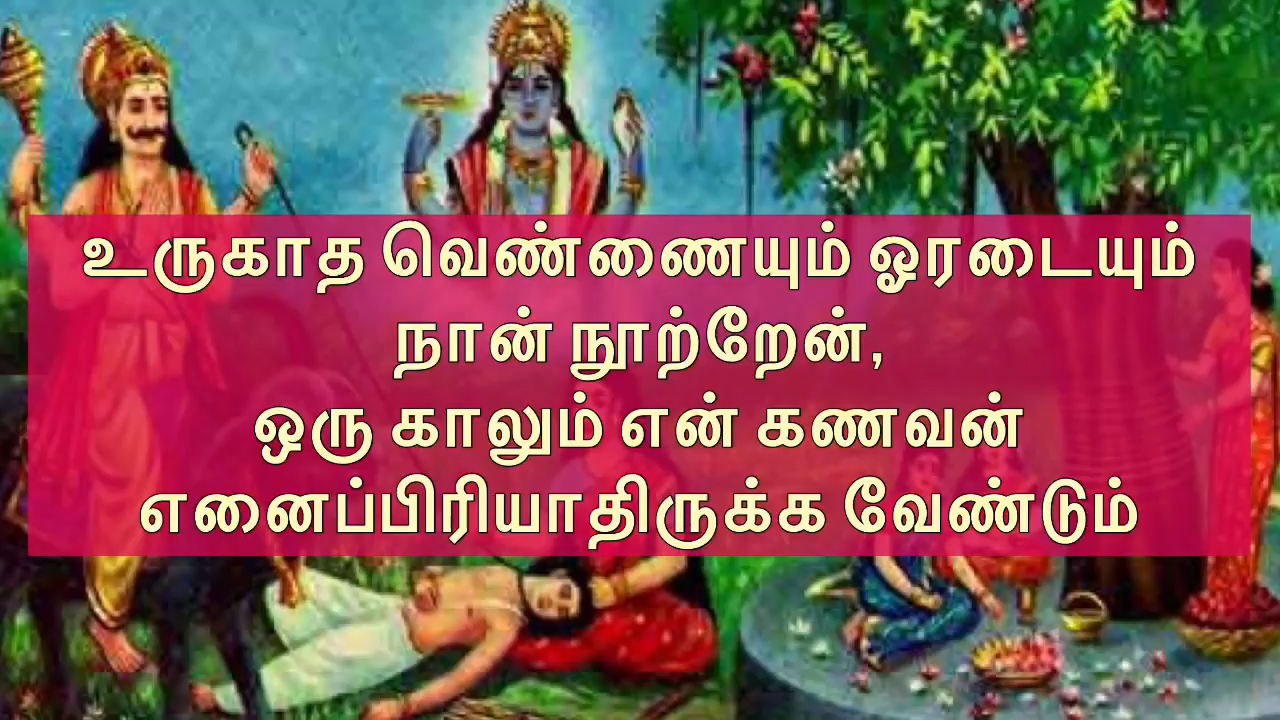 உருகாத வெண்ணையும் ஓரடையும்
நான் நூற்றேன்,
ஒரு காலும் என் கணவன்
எனைப்பிரியாதிருக்க வேண்டும்